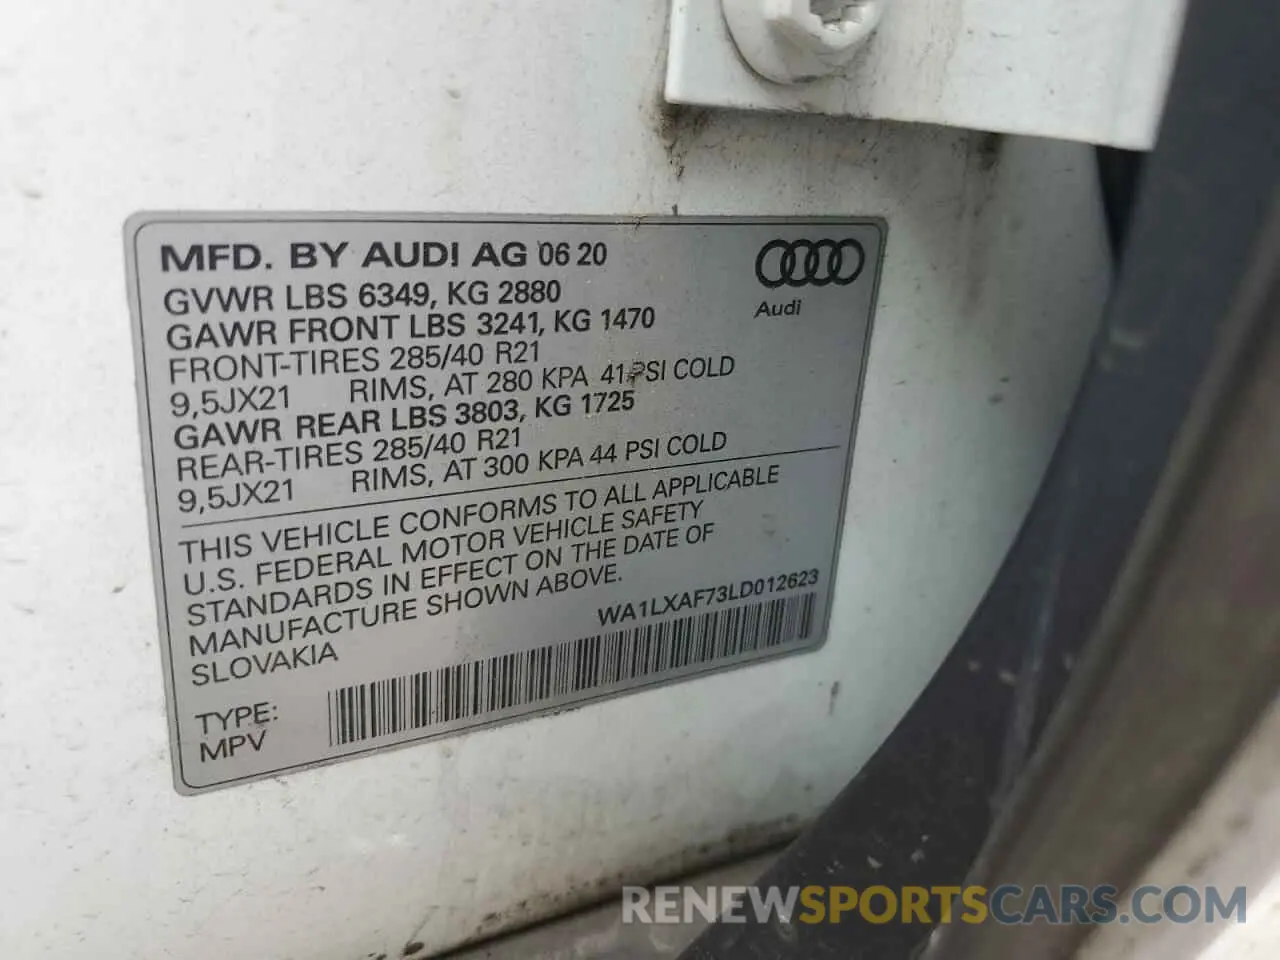 MFD. BY AUDI AG 06 20
GVWR LBS 6349, KG 2880
GAWR FRONT LBS 3241, KG 1470
FRONT-TIRES 285/40 R21
9,5JX21 RIMS, AT 280 KPA 41 PSI COLD
GAWR REAR LBS 3803, KG 1725
REAR-TIRES 285/40 R21
9,5JX21 RIMS, AT 300 KPA 44 PSI COLD
Audi
THIS VEHICLE CONFORMS TO ALL APPLICABLE
U.S. FEDERAL MOTOR VEHICLE SAFETY
STANDARDS IN EFFECT ON THE DATE OF
MANUFACTURE SHOWN ABOVE.
SLOVAKIA
WA1LXAF73LD012623
TYPE:
MPV
RENEWSPORTSCARS.COM